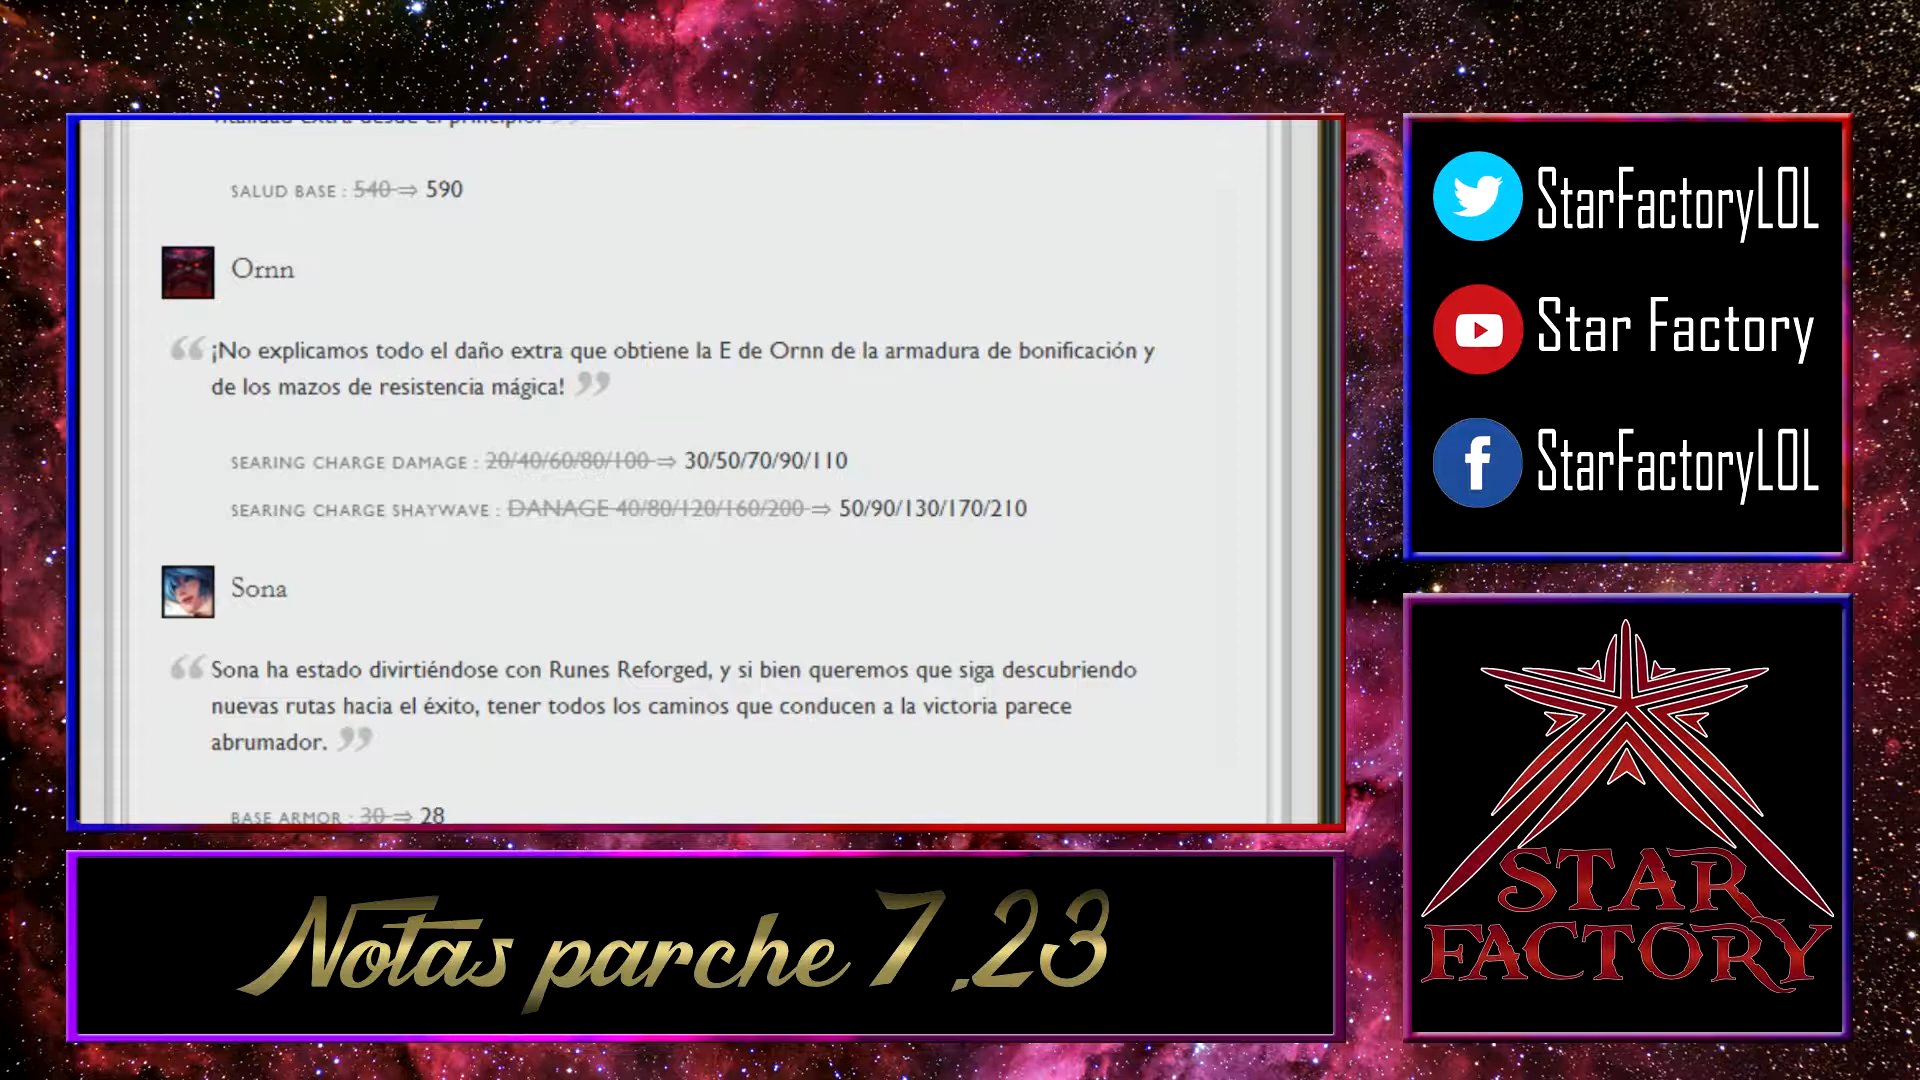 vitalidad extra desde el principio. ”
SALUD BASE : 540 ⇒ 590
Ornn
“ ¡No explicamos todo el daño extra que obtiene la E de Ornn de la armadura de bonificación y
de los mazos de resistencia mágica! ”
SEARING CHARGE DAMAGE : 20/40/60/80/100 ⇒ 30/50/70/90/110
SEARING CHARGE SHAYWAVE : DANAGE 40/80/120/160/200 ⇒ 50/90/130/170/210
Sona
“ Sona ha estado divirtiéndose con Runes Reforged, y si bien queremos que siga descubriendo
nuevas rutas hacia el éxito, tener todos los caminos que conducen a la victoria parece
abrumador. ”
BASE ARMOR : 30 ⇒ 28
Notas parche 7.23
StarFactoryLOL
Star Factory
StarFactoryLOL
STAR
FACTORY